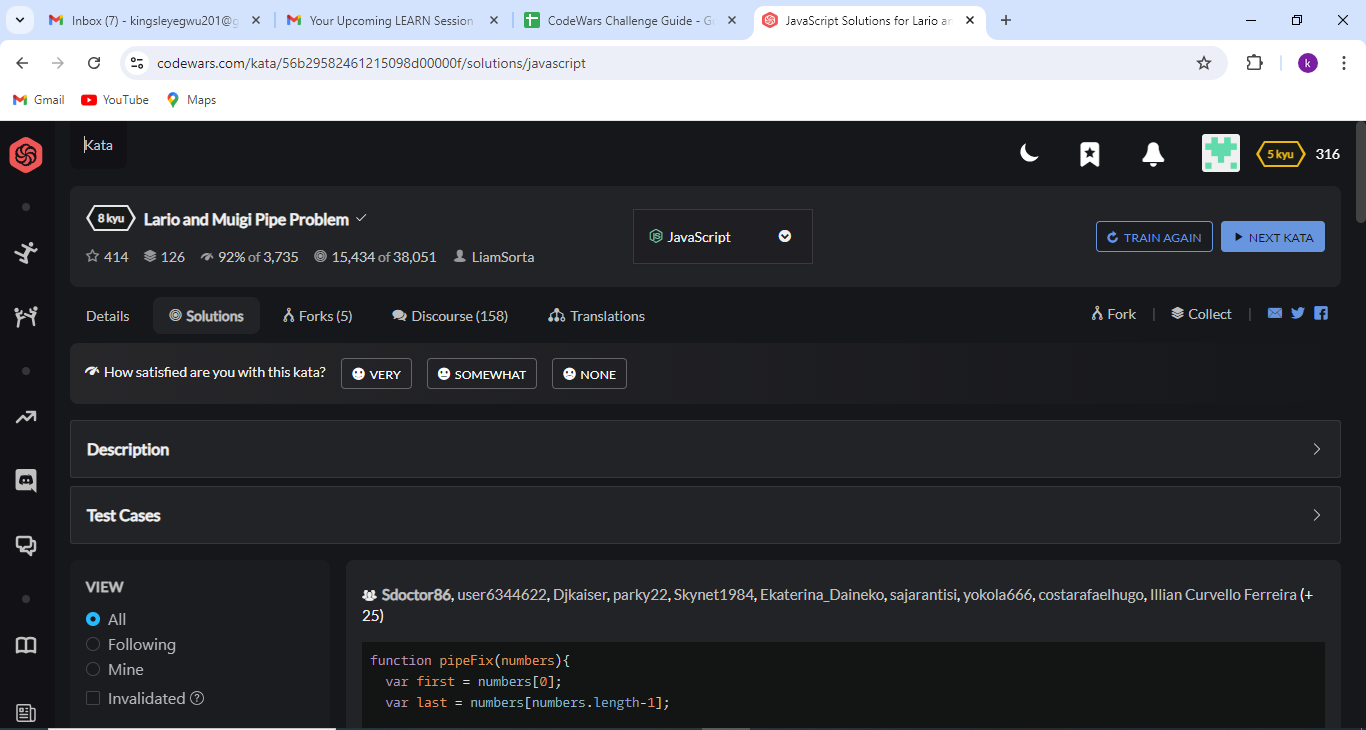 Inbox (7) - kingsleyegwu201@g
Your Upcoming LEARN Session
CodeWars Challenge Guide - G
JavaScript Solutions for Lario an
codewars.com/kata/56b29582461215098d00000f/solutions/javascript
k
Gmail
YouTube
Maps
Kata
5 kyu
316
8 kyu
Lario and Muigi Pipe Problem
JavaScript
TRAIN AGAIN
NEXT KATA
414
126
92% of 3,735
15,434 of 38,051
LiamSorta
Details
Solutions
Forks (5)
Discourse (158)
Translations
Fork
|
Collect
|
How satisfied are you with this kata?
VERY
SOMEWHAT
NONE
Description
Test Cases
VIEW
All
Following
Mine
Invalidated
Sdoctor86, user6344622, Djkaiser, parky22, Skynet1984, Ekaterina_Daineko, sajarantisi, yokola666, costarafaelhugo, Illian Curvello Ferreira (+
25)
function pipeFix(numbers){
var first = numbers[0];
var last = numbers[numbers.length-1];